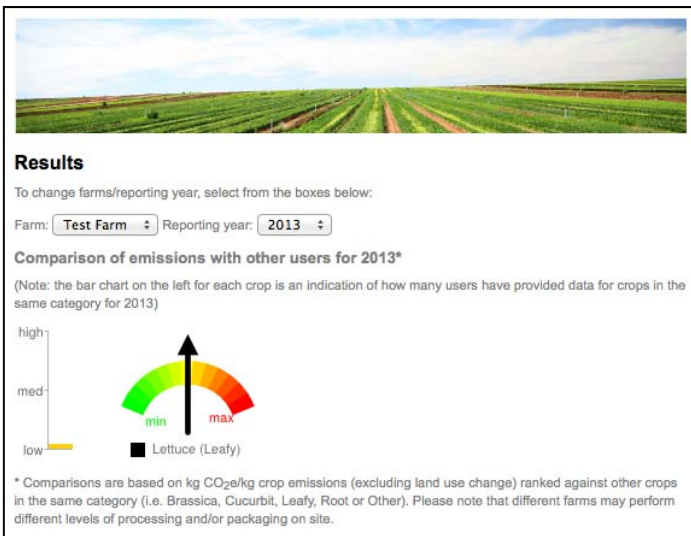 Results
To change farms/reporting year, select from the boxes below:
Farm: Test Farm Reporting year: 2013
Comparison of emissions with other users for 2013*
(Note: the bar chart on the left for each crop is an indication of how many users have provided data for crops in the
same category for 2013)
high
med
low
min
max
Lettuce (Leafy)
* Comparisons are based on kg CO2e/kg crop emissions (excluding land use change) ranked against other crops
in the same category (i.e. Brassica, Cucurbit, Leafy, Root or Other). Please note that different farms may perform
different levels of processing and/or packaging on site.